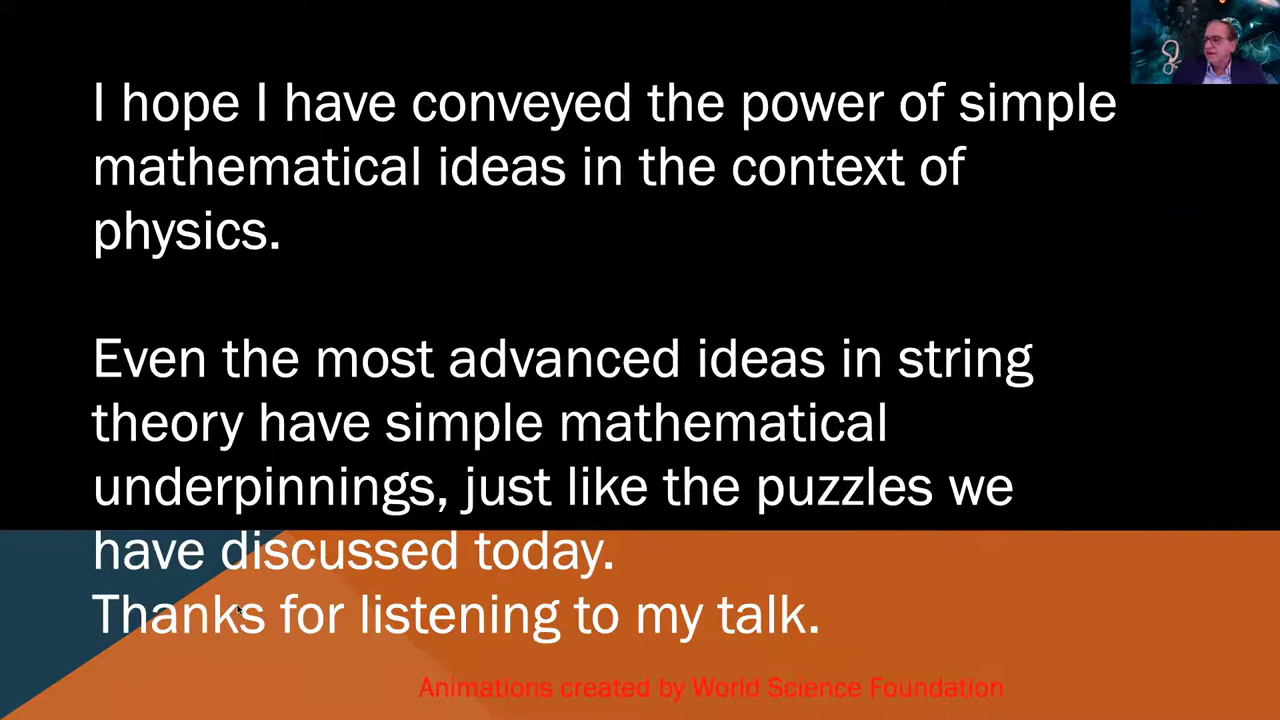 I hope I have conveyed the power of simple
mathematical ideas in the context of
physics.
Even the most advanced ideas in string
theory have simple mathematical
underpinnings, just like the puzzles we
have discussed today.
Thanks for listening to my talk.
Animations created by World Science Foundation